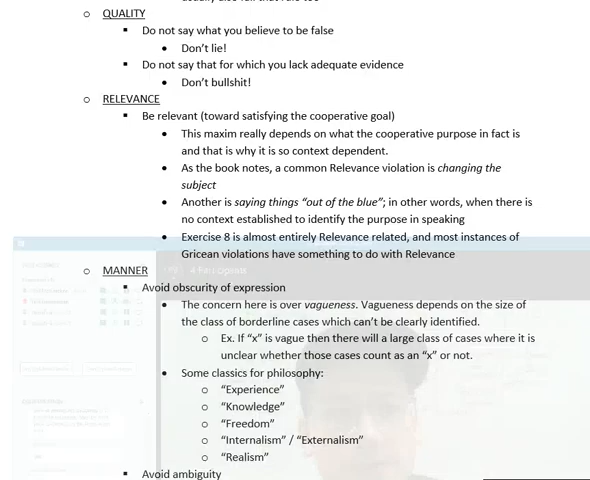 QUALITY
Do not say what you believe to be false
Don't lie!
Do not say that for which you lack adequate evidence
Don't bullshit!
RELEVANCE
Be relevant (toward satisfying the cooperative goal)
This maxim really depends on what the cooperative purpose in fact is
and that is why it is so context dependent.
As the book notes, a common Relevance violation is changing the
subject
Another is saying things “out of the blue”; in other words, when there is
no context established to identify the purpose in speaking
Exercise 8 is almost entirely Relevance related, and most instances of
Gricean violations have something to do with Relevance
MANNER
Avoid obscurity of expression
The concern here is over vagueness. Vagueness depends on the size of
the class of borderline cases which can't be clearly identified.
Ex. If “x” is vague then there will a large class of cases where it is
unclear whether those cases count as an “x” or not.
Some classics for philosophy:
“Experience”
“Knowledge”
“Freedom”
“Internalism” / “Externalism”
“Realism”
Avoid ambiguity